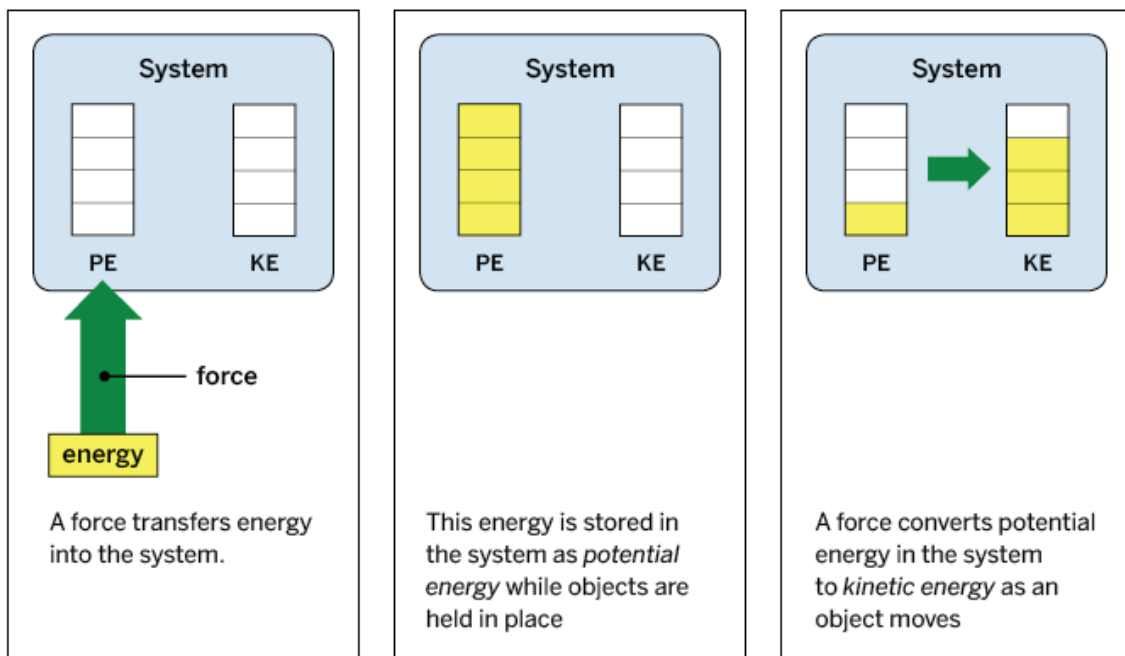 System
PE
KE
force
energy
A force transfers energy
into the system.
System
PE
KE
This energy is stored in
the system as potential
energy while objects are
held in place
System
PE
KE
A force converts potential
energy in the system
to kinetic energy as an
object moves